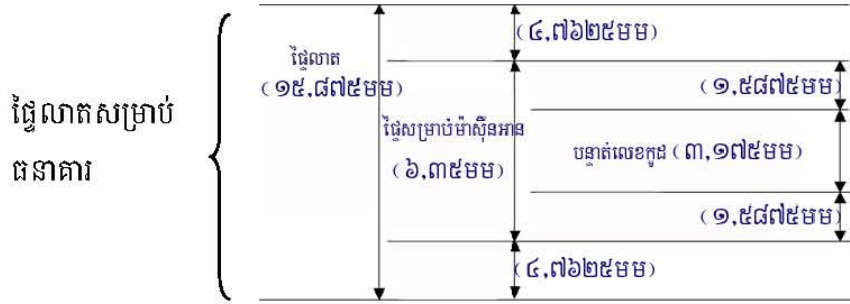 ផ្ទៃលាតសម្រាប់
ធនាគារ
ផ្ទៃលាត
(១៥,៨៧៥មម)
(៤,៧៦២៥មម)
ផ្ទៃសម្រាប់ម៉ាស៊ីនអាន
(៦,៣៥មម)
(១,៥៨៧៥មម)
បន្ទាត់លេខកូដ (៣,១៧៥មម)
(១,៥៨៧៥មម)
(៤,៧៦២៥មម)